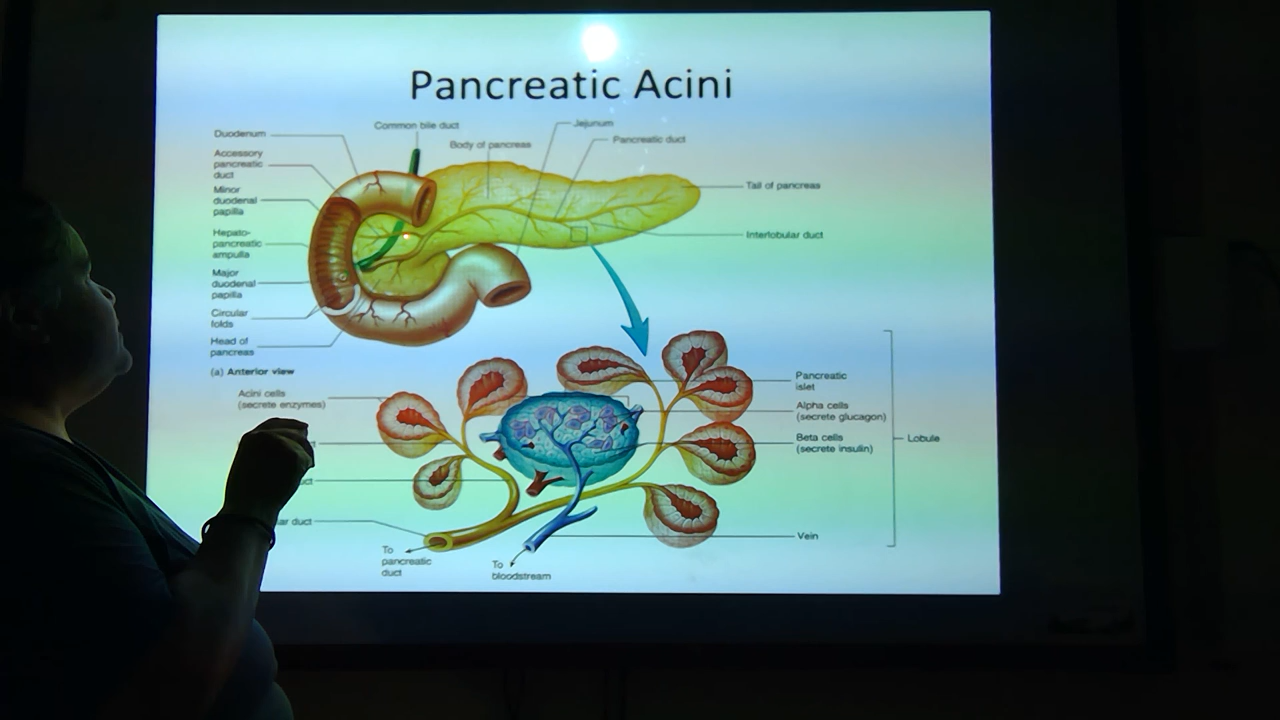 Pancreatic Acini
Common bile duct
Jejunum
Duodenum
Body of pancreas
Pancreatic duct
Accessory
pancreatic
duct
Tail of pancreas
Minor
duodenal
papilla
Hepato-
pancreatic
ampulla
Interlobular duct
Major
duodenal
papilla
Circular
folds
Head of
pancreas
(a) Anterior view
Acini cells
(secrete enzymes)
Pancreatic
islet
Alpha cells
(secrete glucagon)
Beta cells
(secrete insulin)
Lobule
duct
Vein
To
pancreatic
duct
To
bloodstream